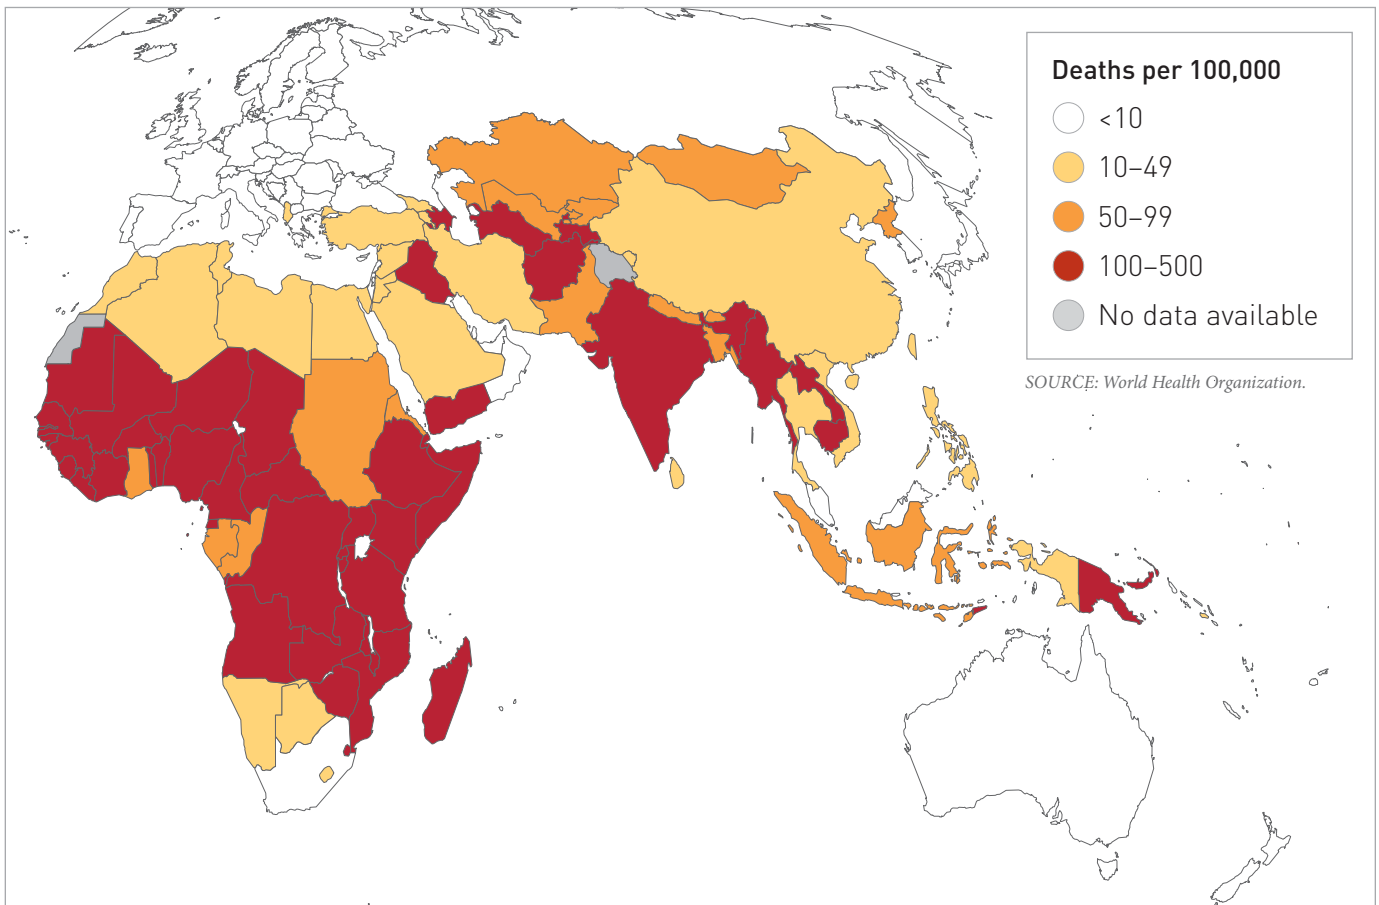 Deaths per 100,000
<10
10–49
50–99
100–500
No data available
SOURCE: World Health Organization.